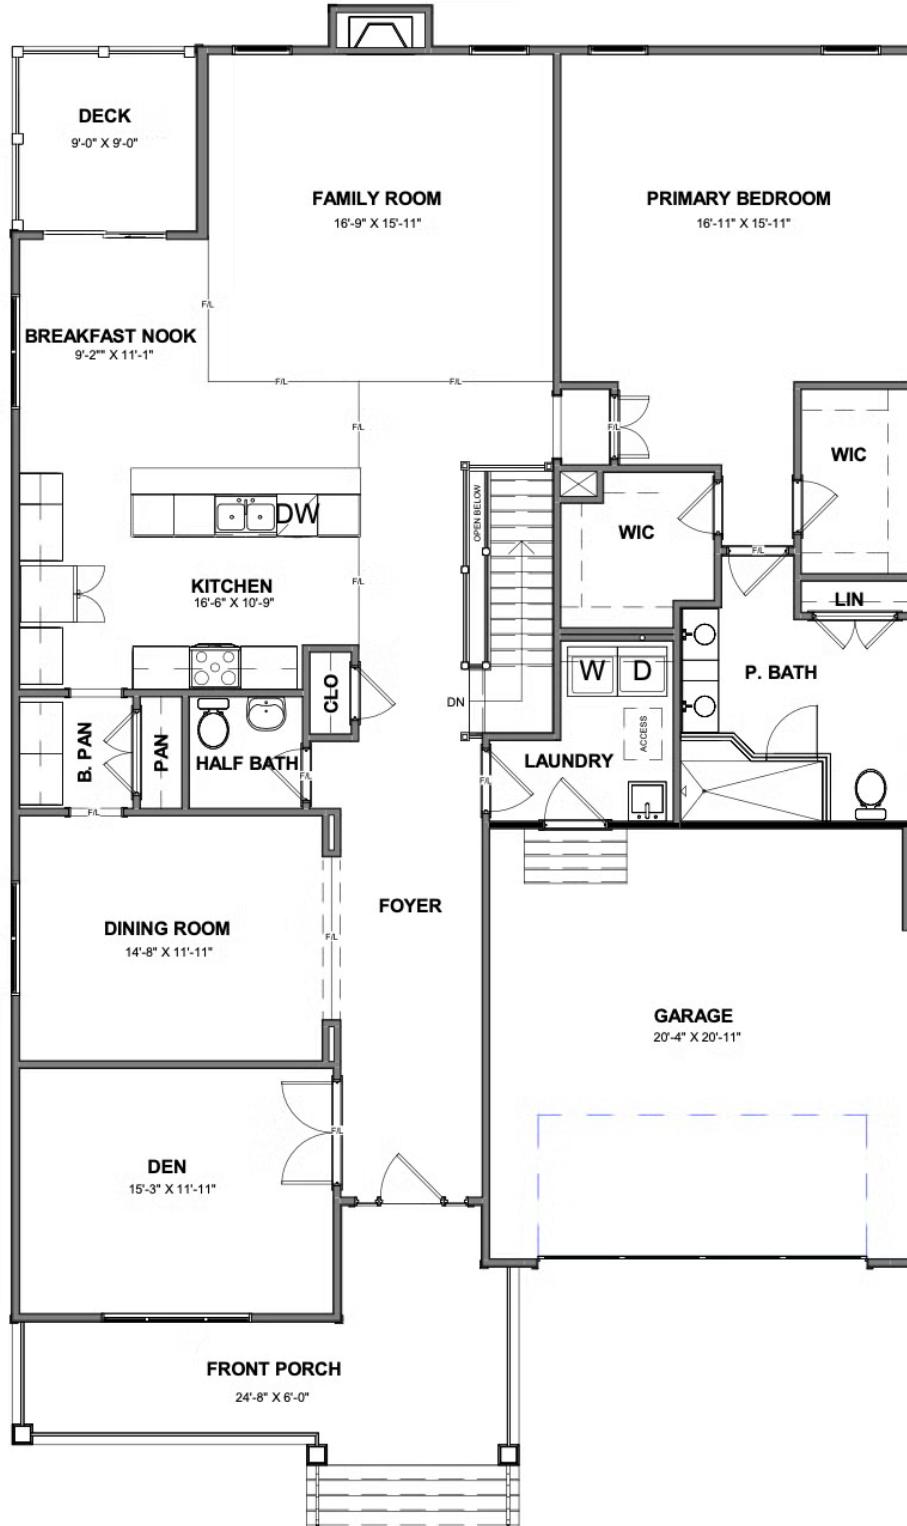 DECK
9'-0" X 9'-0"
FAMILY ROOM
16'-9" X 15'-11"
PRIMARY BEDROOM
16'-11" X 15'-11"
F/L
BREAKFAST NOOK
9'-2"" X 11'-1"
F/L
F/L
F/L
F/L
WIC
OPEN BELOW
DW
WIC
F/L
KITCHEN
16'-6" X 10'-9"
F/L
LIN
W
D
P. BATH
CLO
DN
ACCESS
B. PAN
PAN
HALF BATH
F/L
F/L
LAUNDRY
F/L
FOYER
DINING ROOM
14'-8" X 11'-11"
F/L
GARAGE
20'-4" X 20'-11"
F/L
DEN
15'-3" X 11'-11"
FRONT PORCH
24'-8" X 6'-0"